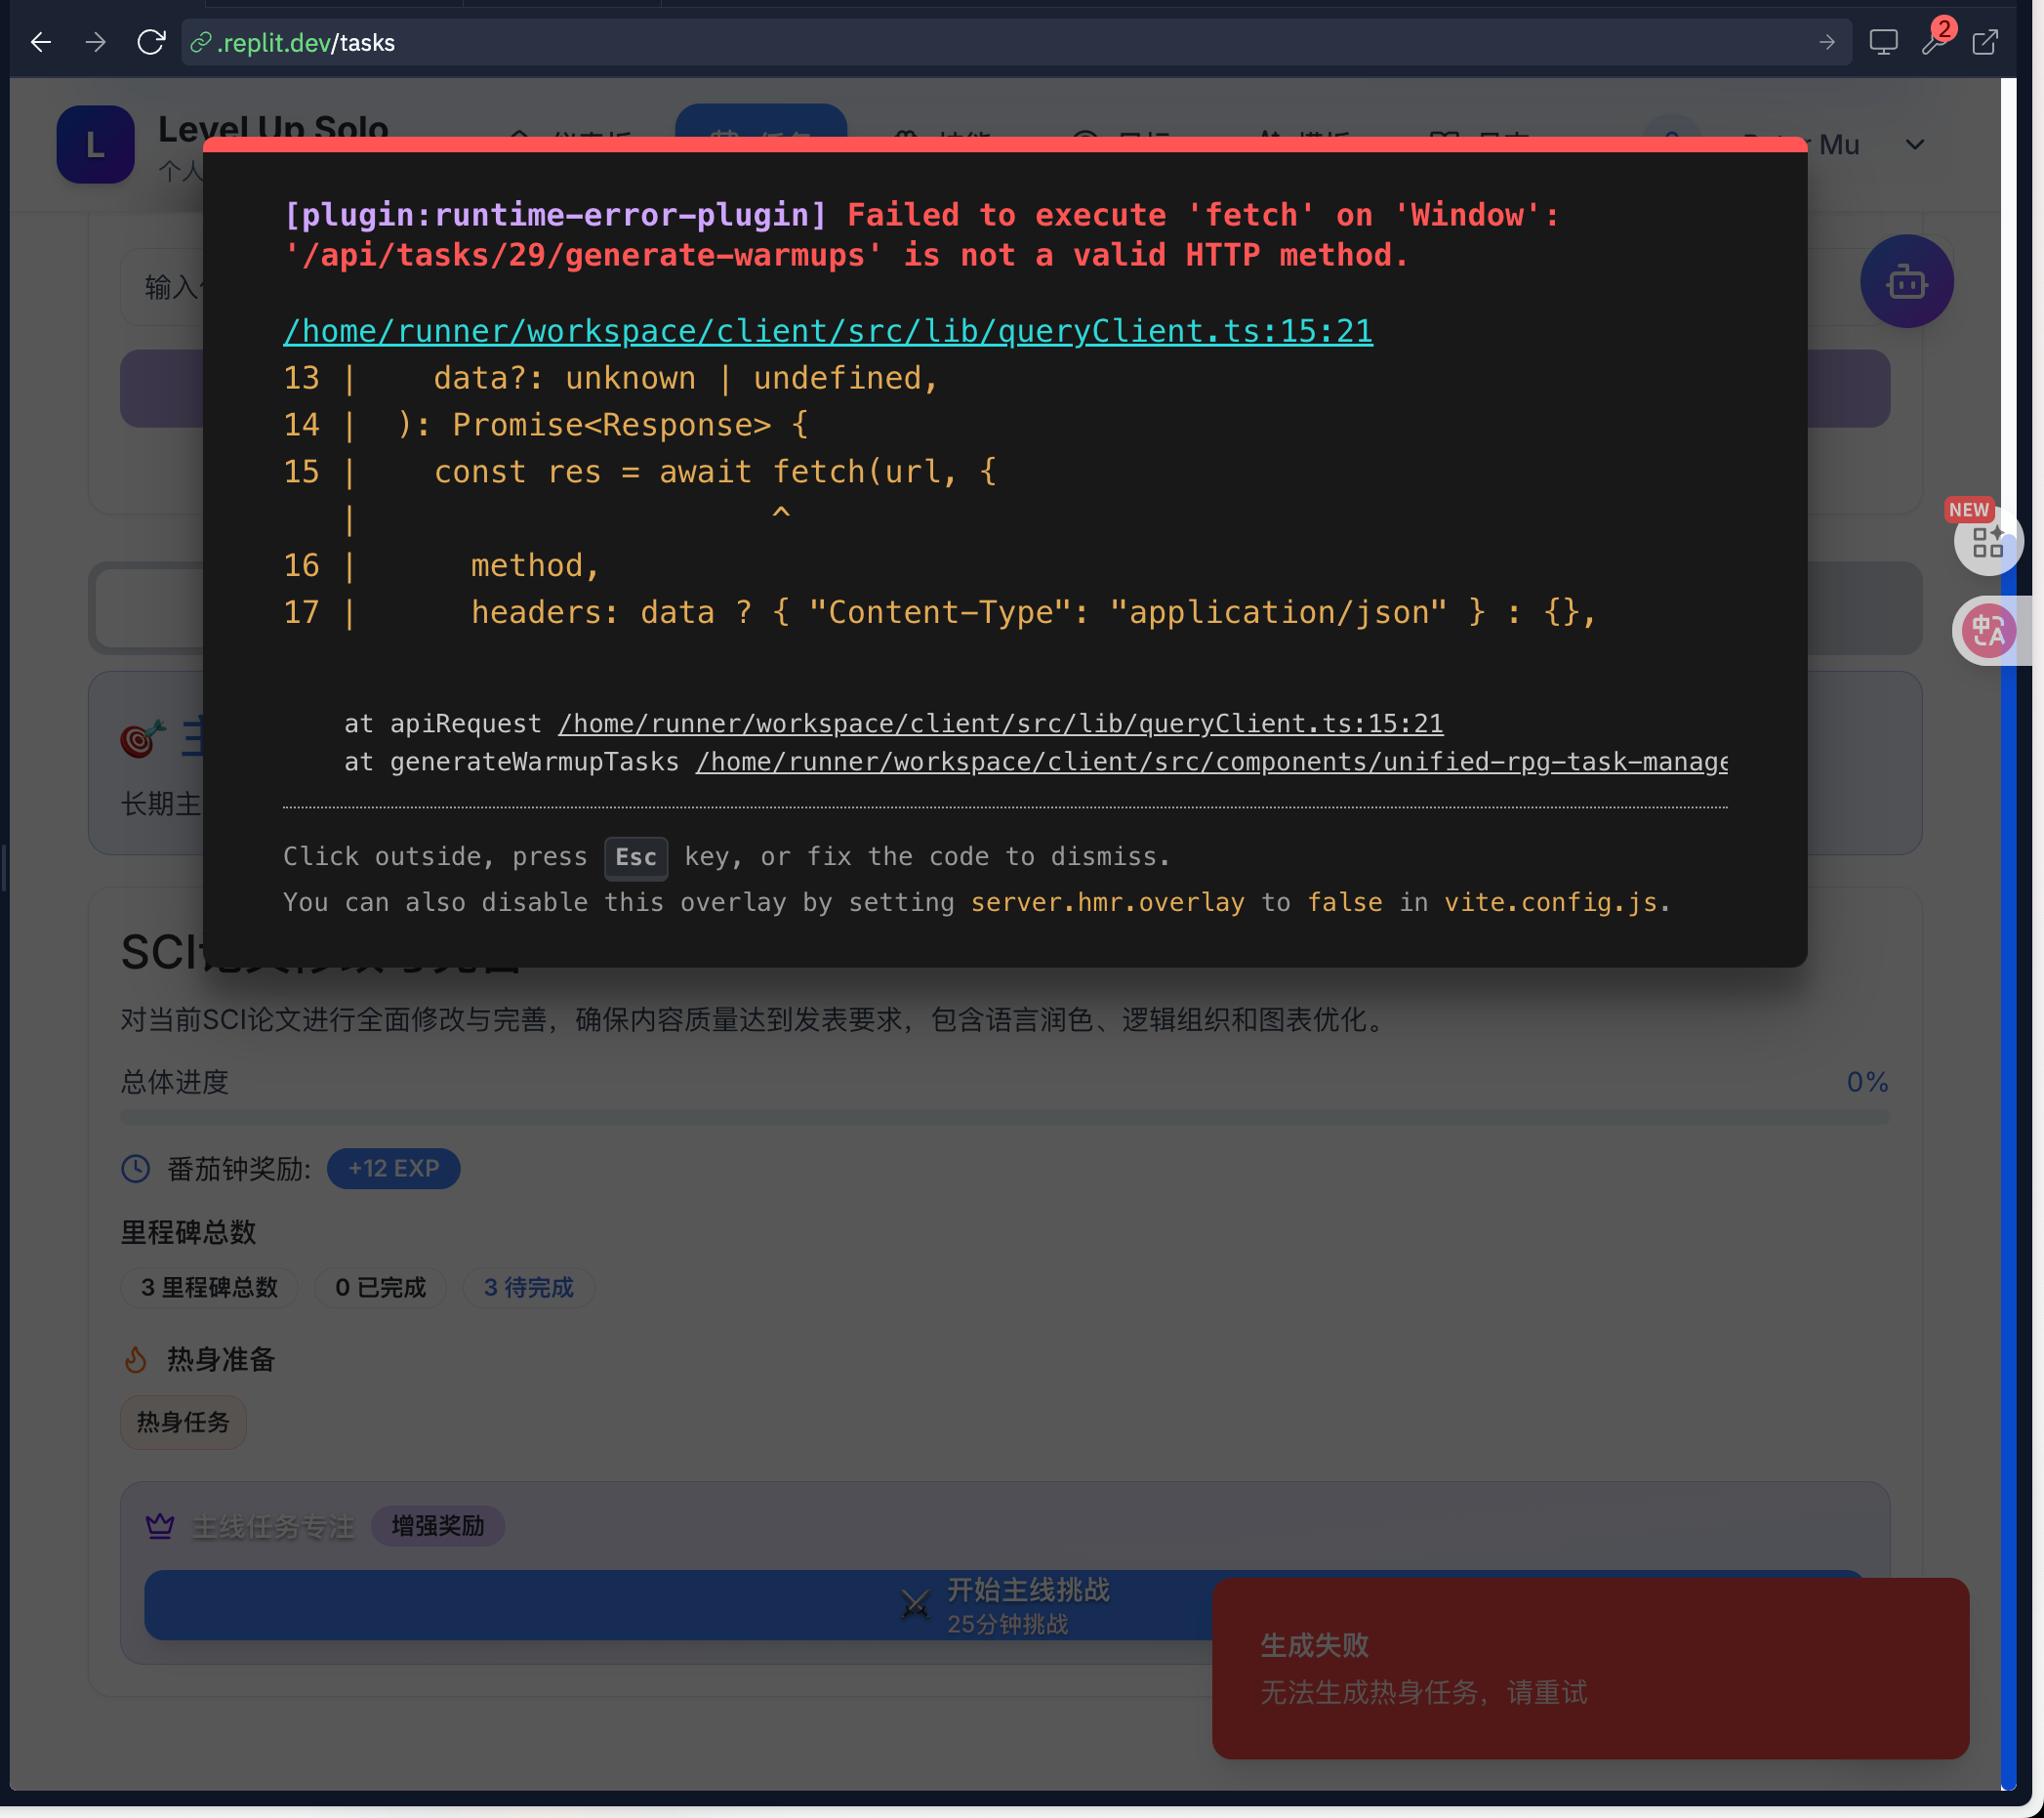 .replit.dev/tasks
2
L
Level Up Solo
个人
Mu
[plugin:runtime-error-plugin] Failed to execute 'fetch' on 'Window':
'/api/tasks/29/generate-warmups' is not a valid HTTP method.
输入
/home/runner/workspace/client/src/lib/queryClient.ts:15:21
13 |    data?: unknown | undefined,
14 |  ): Promise<Response> {
15 |    const res = await fetch(url, {
   |                      ^
16 |      method,
17 |      headers: data ? { "Content-Type": "application/json" } : {},
NEW
中A
at apiRequest /home/runner/workspace/client/src/lib/queryClient.ts:15:21
at generateWarmupTasks /home/runner/workspace/client/src/components/unified-rpg-task-manage
主
长期主
Click outside, press Esc key, or fix the code to dismiss.
You can also disable this overlay by setting server.hmr.overlay to false in vite.config.js.
SCI
对当前SCI论文进行全面修改与完善，确保内容质量达到发表要求，包含语言润色、逻辑组织和图表优化。
总体进度 0%
番茄钟奖励: +12 EXP
里程碑总数
3 里程碑总数 0 已完成 3 待完成
热身准备
热身任务
主线任务专注 增强奖励
开始主线挑战
25分钟挑战
生成失败
无法生成热身任务，请重试